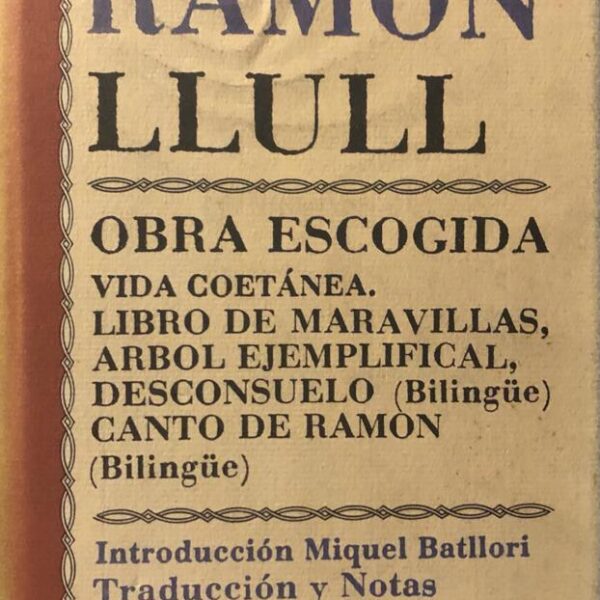 RAMON
LLULL
OBRA ESCOGIDA
VIDA COETÁNEA.
LIBRO DE MARAVILLAS,
ARBOL EJEMPLIFICAL,
DESCONSUELO (Bilingüe)
CANTO DE RAMON
(Bilingüe)
Introducción Miquel Batllori
Traducción y Notas